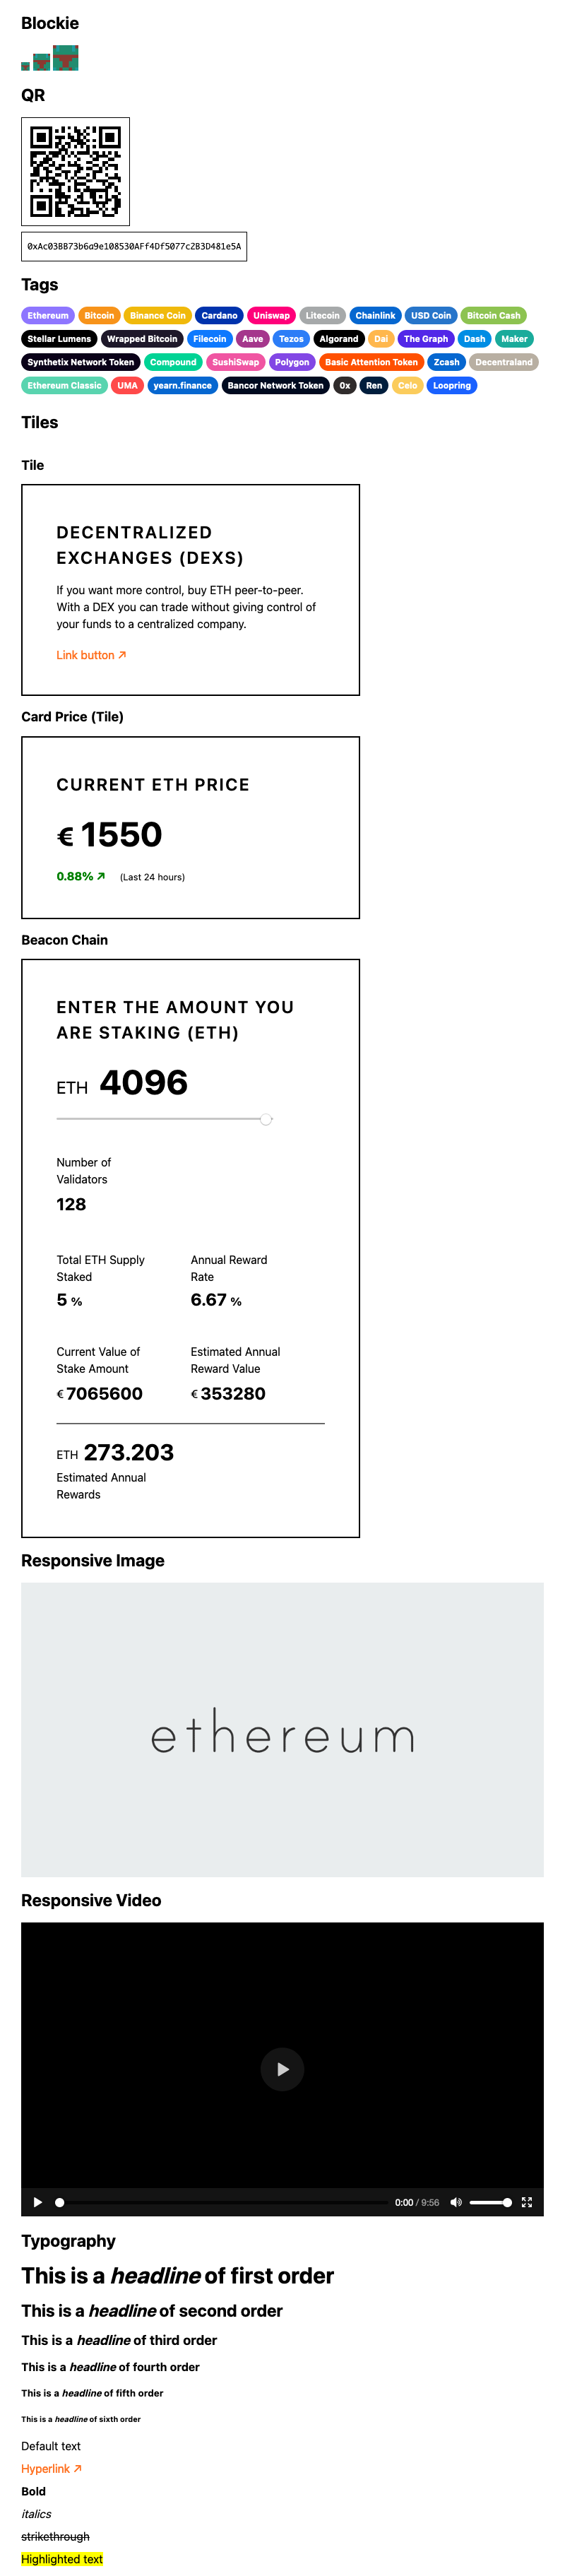 Blockie
QR
0xAc03BB73b6a9e108530AFf4Df5077c2B3D481e5A
Tags
Ethereum Bitcoin Binance Coin Cardano Uniswap Litecoin Chainlink USD Coin Bitcoin Cash
Stellar Lumens Wrapped Bitcoin Filecoin Aave Tezos Algorand Dai The Graph Dash Maker
Synthetix Network Token Compound SushiSwap Polygon Basic Attention Token Zcash Decentraland
Ethereum Classic UMA yearn.finance Bancor Network Token 0x Ren Celo Loopring
Tiles
Tile
DECENTRALIZED
EXCHANGES (DEXS)
If you want more control, buy ETH peer-to-peer.
With a DEX you can trade without giving control of
your funds to a centralized company.
Link button ↗
Card Price (Tile)
CURRENT ETH PRICE
€ 1550
0.88% ↗ (Last 24 hours)
Beacon Chain
ENTER THE AMOUNT YOU
ARE STAKING (ETH)
ETH 4096
Number of
Validators
128
Total ETH Supply
Staked
5 %
Annual Reward
Rate
6.67 %
Current Value of
Stake Amount
€ 7065600
Estimated Annual
Reward Value
€ 353280
ETH 273.203
Estimated Annual
Rewards
Responsive Image
ethereum
Responsive Video
0:00 / 9:56
Typography
This is a headline of first order
This is a headline of second order
This is a headline of third order
This is a headline of fourth order
This is a headline of fifth order
This is a headline of sixth order
Default text
Hyperlink ↗
Bold
italics
strikethrough
Highlighted text